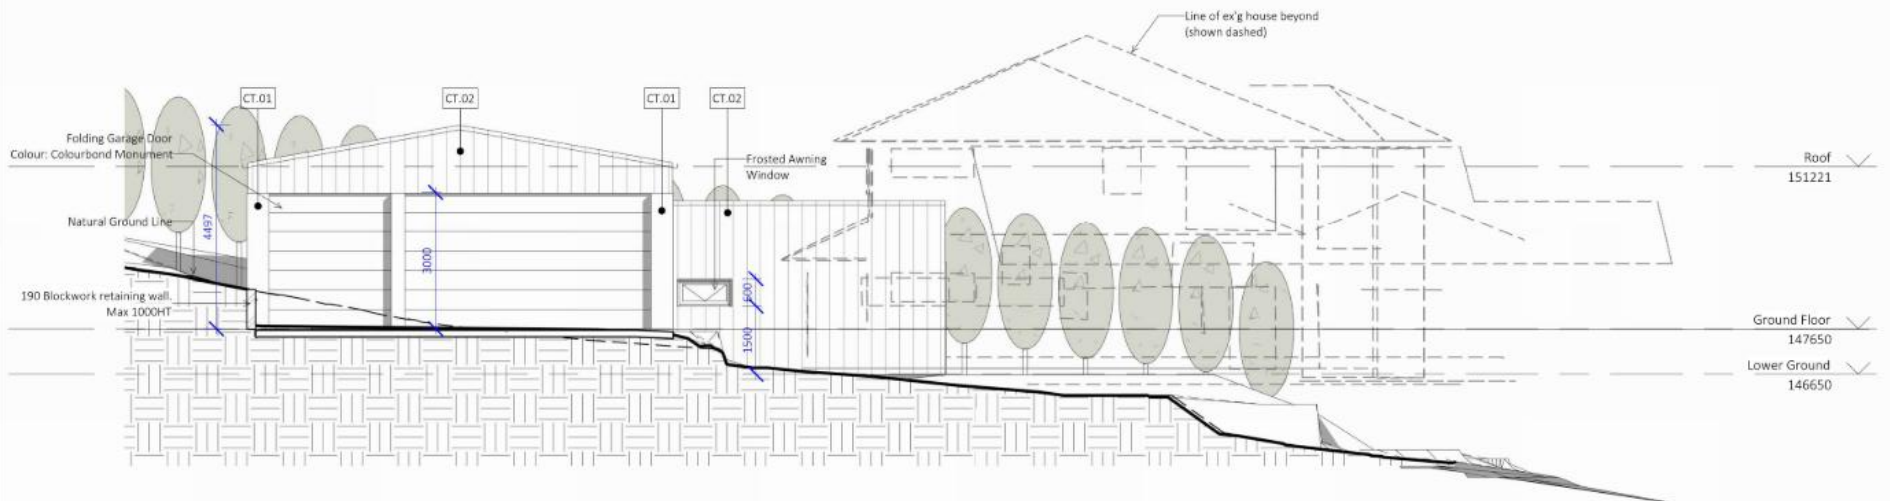 Line of ex'g house beyond
(shown dashed)
CT.01
CT.02
CT.01
CT.02
Folding Garage Door
Colour: Colourbond Monument
Frosted Awning
Window
Roof
151221
Natural Ground Line
4497
3000
190 Blockwork retaining wall.
Max 1000HT
600
1500
Ground Floor
147650
Lower Ground
146650